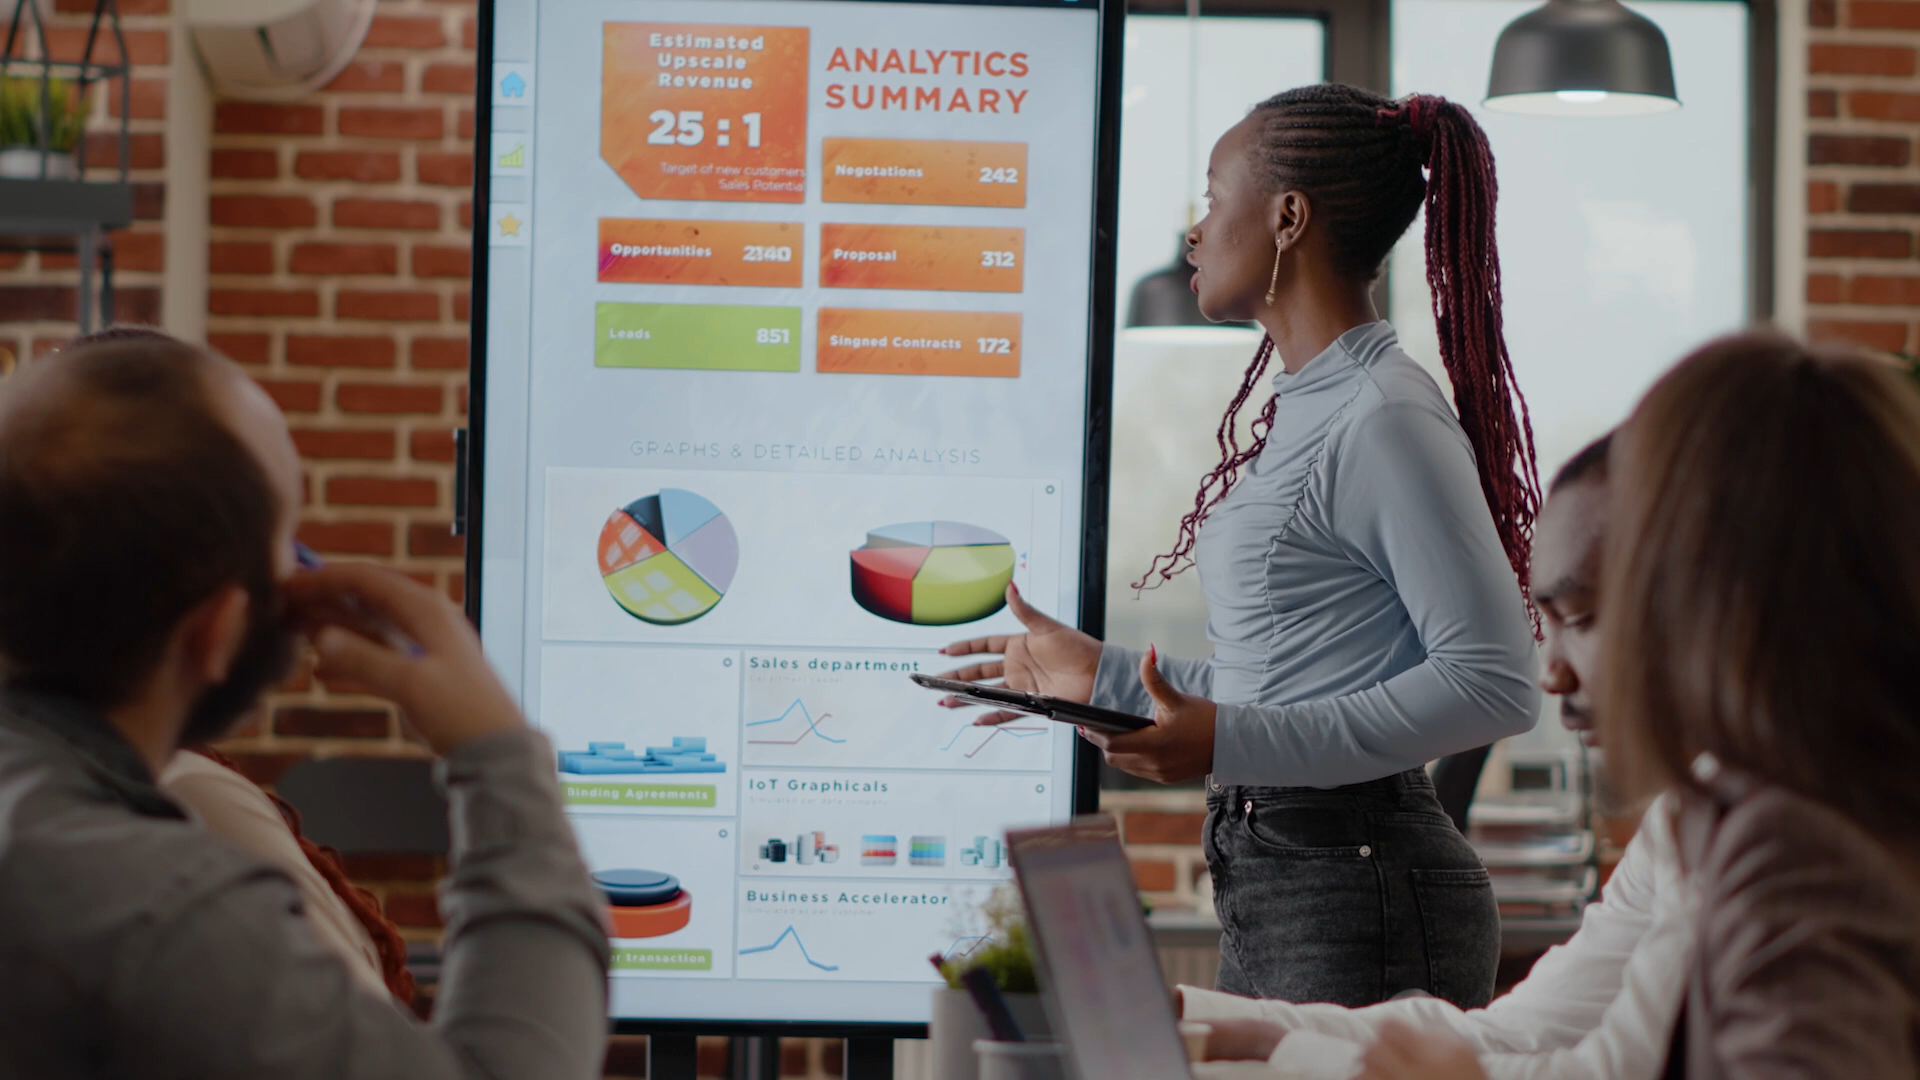 Estimated
Upscale
Revenue
25:1
Target of new customers
Sales Potential
ANALYTICS
SUMMARY
Negotations 242
Opportunities 2140
Proposal 312
Leads 851
Singned Contracts 172
GRAPHS & DETAILED ANALYSIS
Sales department
Binding Agreements
IoT Graphicals
Business Accelerator
transaction